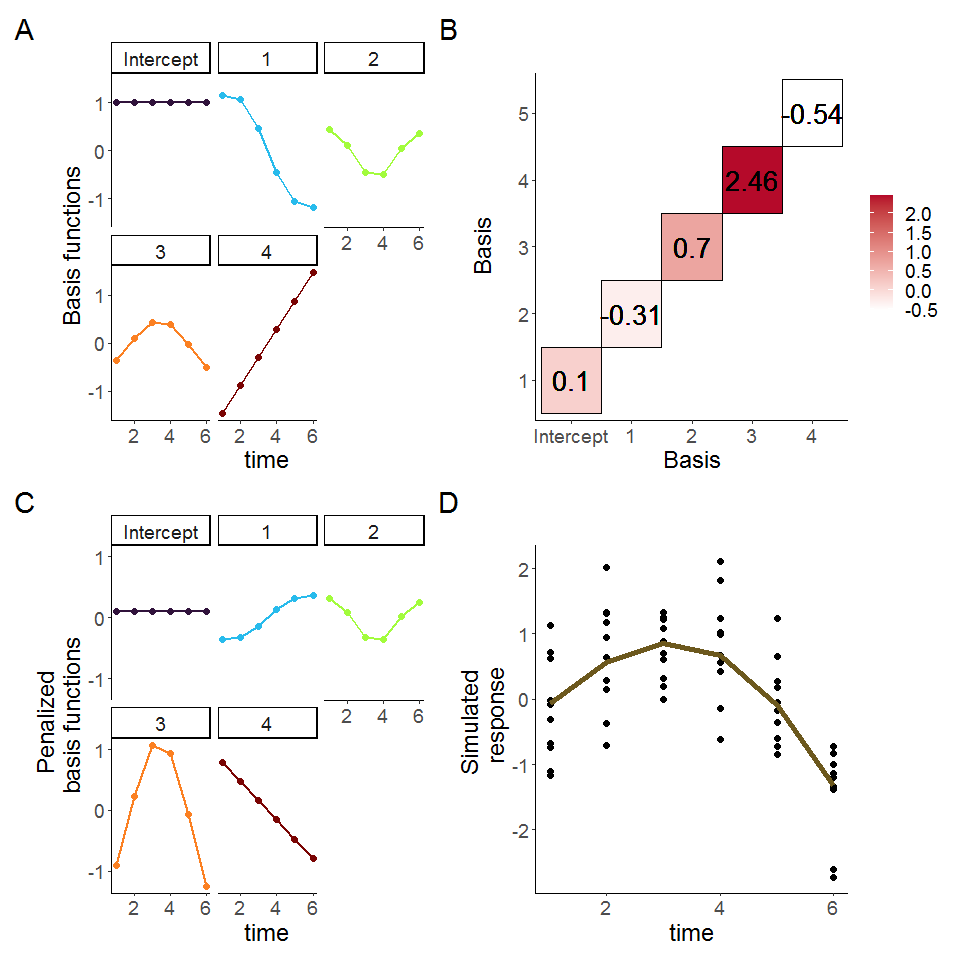 A
Intercept 1 2
1
0
-1
2 4 6
3 4
1
0
-1
2 4 6 2 4 6
time
Basis functions
B
5
4
3
2
1
-0.54
2.46
0.7
-0.31
0.1
Intercept 1 2 3 4
Basis
Basis
2.0
1.5
1.0
0.5
0.0
-0.5
C
Intercept 1 2
1
0
-1
2 4 6
3 4
1
0
-1
2 4 6 2 4 6
time
Penalized
basis functions
D
2
1
0
-1
-2
2 4 6
time
Simulated
response